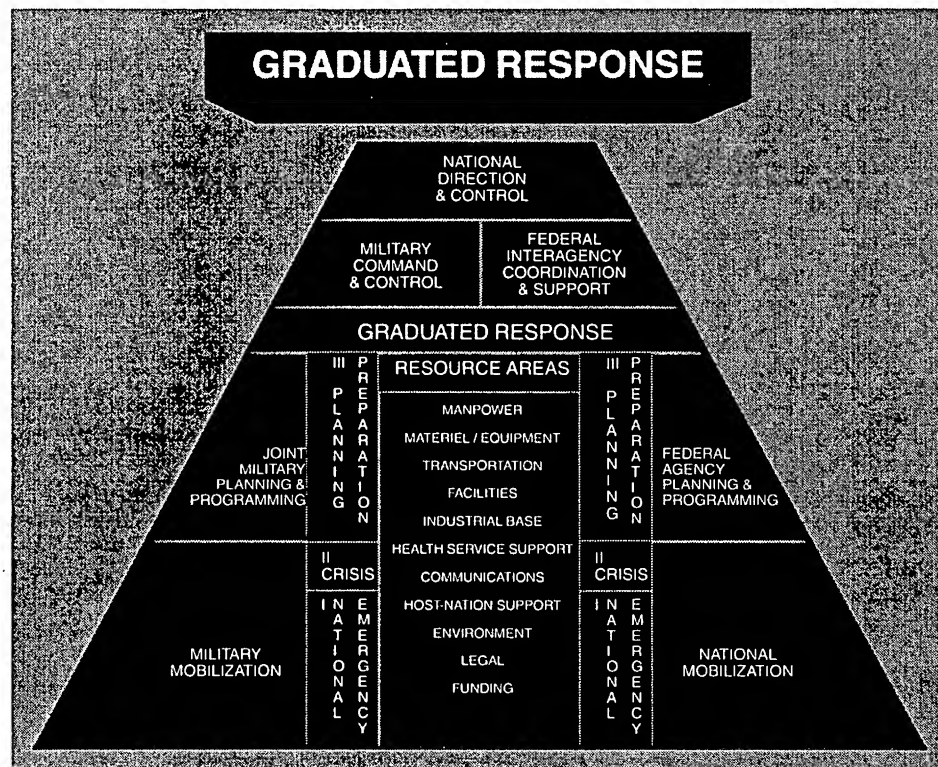 GRADUATED RESPONSE
NATIONAL
DIRECTION
& CONTROL
MILITARY
COMMAND
& CONTROL
FEDERAL
INTERAGENCY
COORDINATION
& SUPPORT
GRADUATED RESPONSE
JOINT
MILITARY
PLANNING &
PROGRAMMING
III PLANNING
PREPARATION
RESOURCE AREAS
MANPOWER
MATERIEL / EQUIPMENT
TRANSPORTATION
FACILITIES
INDUSTRIAL BASE
HEALTH SERVICE SUPPORT
COMMUNICATIONS
HOST-NATION SUPPORT
ENVIRONMENT
LEGAL
FUNDING
III PLANNING
PREPARATION
FEDERAL
AGENCY
PLANNING &
PROGRAMMING
II
CRISIS
II
CRISIS
MILITARY
MOBILIZATION
I NATIONAL
EMERGENCY
I NATIONAL
EMERGENCY
NATIONAL
MOBILIZATION